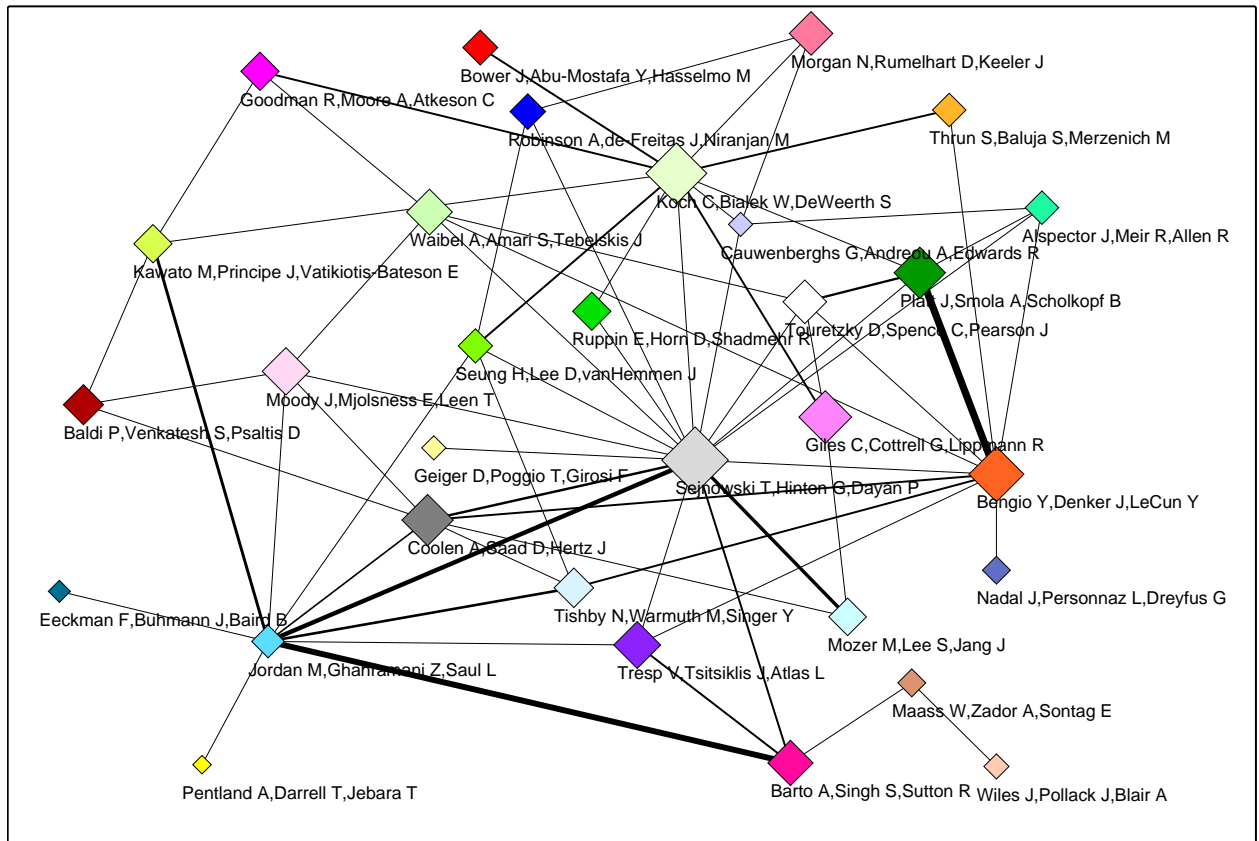 Morgan N,Rumelhart D,Keeler J
Bower J,Abu-Mostafa Y,Hasselmo M
Goodman R,Moore A,Atkeson C
Robinson A,de-Freitas J,Niranjan M
Thrun S,Baluja S,Merzenich M
Koch C,Bialek W,DeWeerth S
Waibel A,Amari S,Tebelskis J
Alspector J,Meir R,Allen R
Cauwenberghs G,Andreou A,Edwards R
Kawato M,Principe J,Vatikiotis-Bateson E
Platt J,Smola A,Scholkopf B
Touretzky D,Spence C,Pearson J
Ruppin E,Horn D,Shadmehr R
Seung H,Lee D,vanHemmen J
Moody J,Mjolsness E,Leen T
Baldi P,Venkatesh S,Psaltis D
Giles C,Cottrell G,Lippmann R
Geiger D,Poggio T,Girosi F
Sejnowski T,Hinton G,Dayan P
Bengio Y,Denker J,LeCun Y
Coolen A,Saad D,Hertz J
Nadal J,Personnaz L,Dreyfus G
Tishby N,Warmuth M,Singer Y
Eeckman F,Buhmann J,Baird B
Mozer M,Lee S,Jang J
Jordan M,Ghahramani Z,Saul L
Tresp V,Tsitsiklis J,Atlas L
Maass W,Zador A,Sontag E
Pentland A,Darrell T,Jebara T
Barto A,Singh S,Sutton R
Wiles J,Pollack J,Blair A